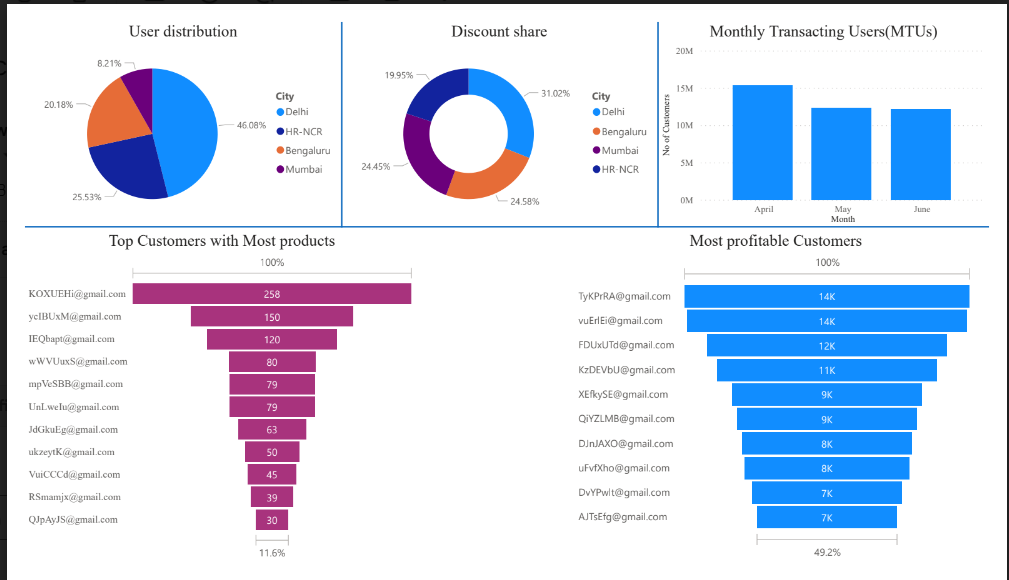 User distribution
8.21%
20.18%
46.08%
25.53%
City
Delhi
HR-NCR
Bengaluru
Mumbai
Discount share
19.95%
31.02%
24.45%
24.58%
City
Delhi
Bengaluru
Mumbai
HR-NCR
Monthly Transacting Users(MTUs)
No of Customers
20M
15M
10M
5M
0M
April May June
Month
Top Customers with Most products
100%
KOXUEHi@gmail.com 258
ycIBUxM@gmail.com 150
IEQbapt@gmail.com 120
wWVUuxS@gmail.com 80
mpVeSBB@gmail.com 79
UnLweIu@gmail.com 79
JdGkuEg@gmail.com 63
ukzeytK@gmail.com 50
VuiCCCd@gmail.com 45
RSmamjx@gmail.com 39
QJpAyJS@gmail.com 30
11.6%
Most profitable Customers
100%
TyKPrRA@gmail.com 14K
vuErlEi@gmail.com 14K
FDUxUTd@gmail.com 12K
KzDEVbU@gmail.com 11K
XEfkySE@gmail.com 9K
QiYZLMB@gmail.com 9K
DJnJAXO@gmail.com 8K
uFvfXho@gmail.com 8K
DvYPwlt@gmail.com 7K
AJTsEfg@gmail.com 7K
49.2%